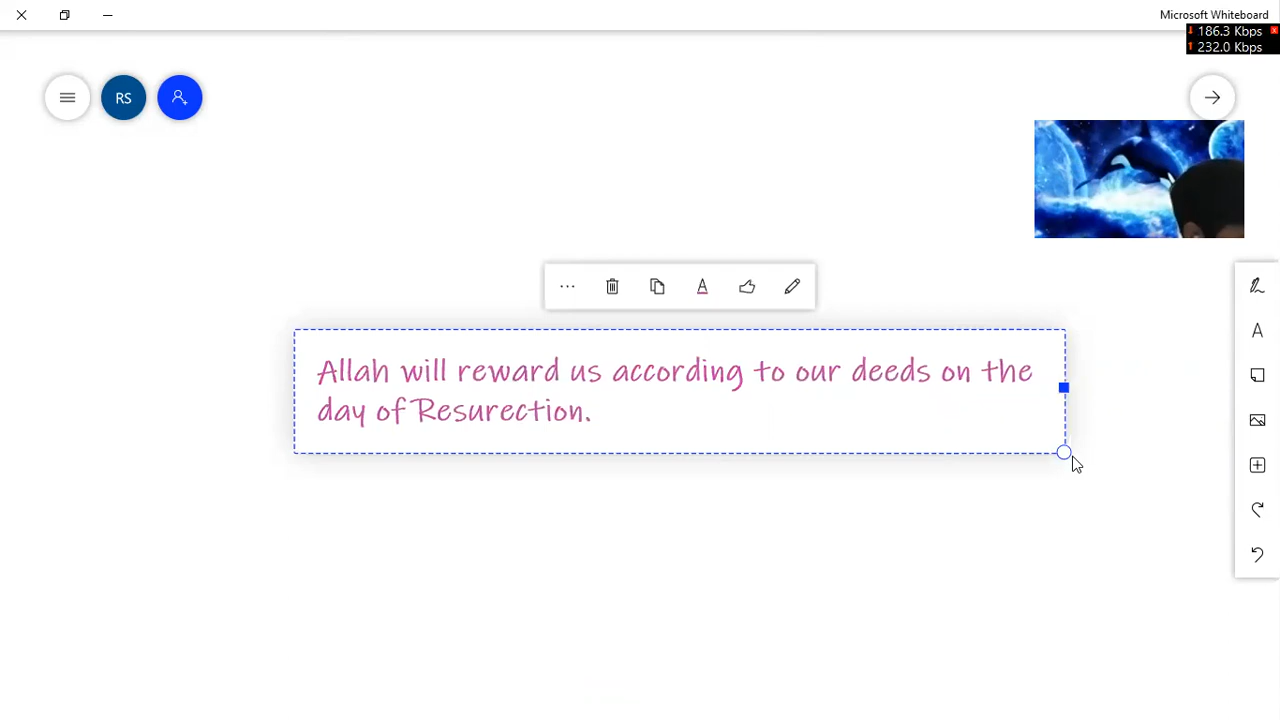 Microsoft Whiteboard
186.3 Kbps
232.0 Kbps
RS
Allah will reward us according to our deeds on the
day of Resurection.